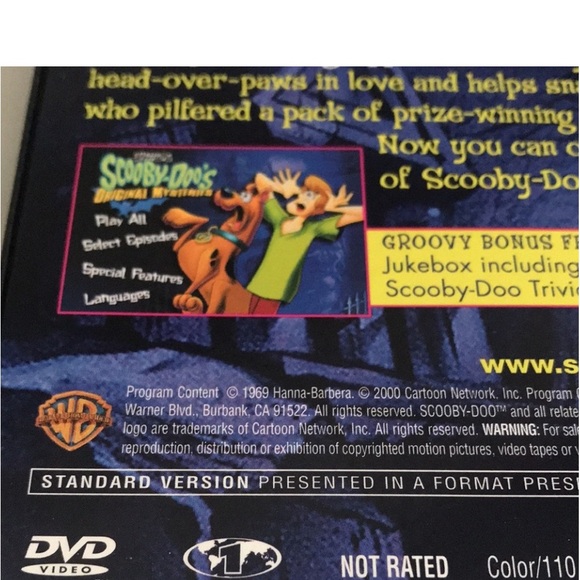 head-over-paws in love and helps
who pilfered a pack of prize-winning
Now you can
of Scooby-Do
SCOOBY-DOO'S
ORIGINAL MYSTERIES
Play All
Select Episodes
Special Features
Languages
GROOVY BONUS
Jukebox including
Scooby-Doo Trivi
www.s
Program Content © 1969 Hanna-Barbera. © 2000 Cartoon Network, Inc. Program
Warner Blvd., Burbank, CA 91522. All rights reserved. SCOOBY-DOO™ and all relate
logo are trademarks of Cartoon Network, Inc. All rights reserved. WARNING: For sal
reproduction, distribution or exhibition of copyrighted motion pictures, video tapes or
STANDARD VERSION PRESENTED IN A FORMAT PRES
DVD
VIDEO
1
NOT RATED Color/110